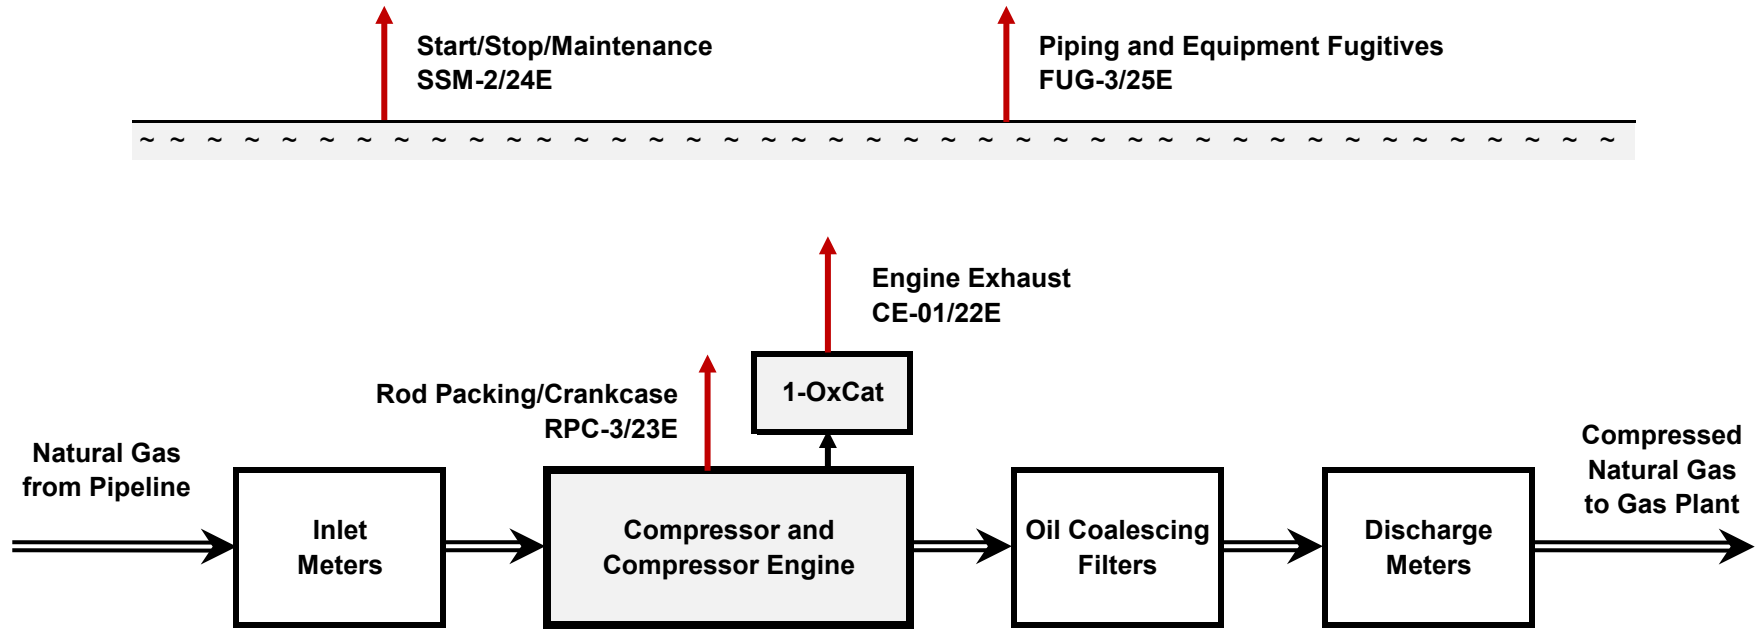 Start/Stop/Maintenance
SSM-2/24E
Piping and Equipment Fugitives
FUG-3/25E
~ ~ ~ ~ ~ ~ ~ ~ ~ ~ ~ ~ ~ ~ ~ ~ ~ ~ ~ ~ ~ ~ ~ ~ ~ ~ ~ ~ ~ ~ ~ ~ ~ ~ ~ ~ ~ ~ ~ ~ ~
Engine Exhaust
CE-01/22E
1-OxCat
Rod Packing/Crankcase
RPC-3/23E
Natural Gas
from Pipeline
Inlet
Meters
Compressor and
Compressor Engine
Oil Coalescing
Filters
Discharge
Meters
Compressed
Natural Gas
to Gas Plant